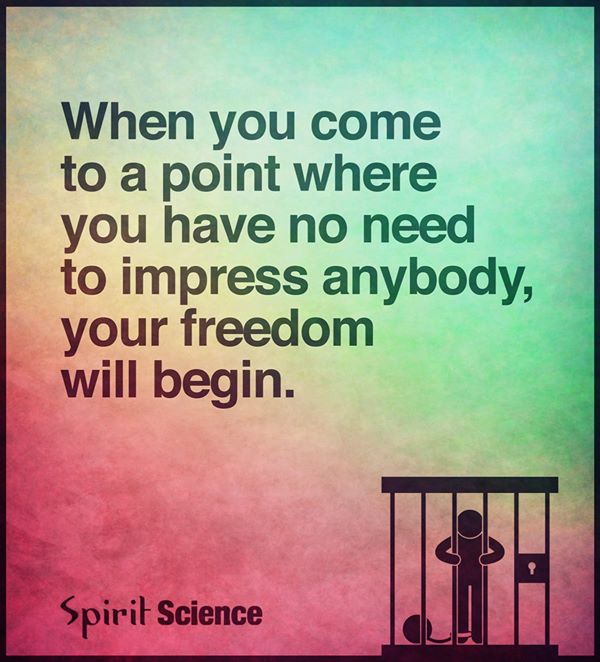 When you come
to a point where
you have no need
to impress anybody,
your freedom
will begin.
Spirit Science